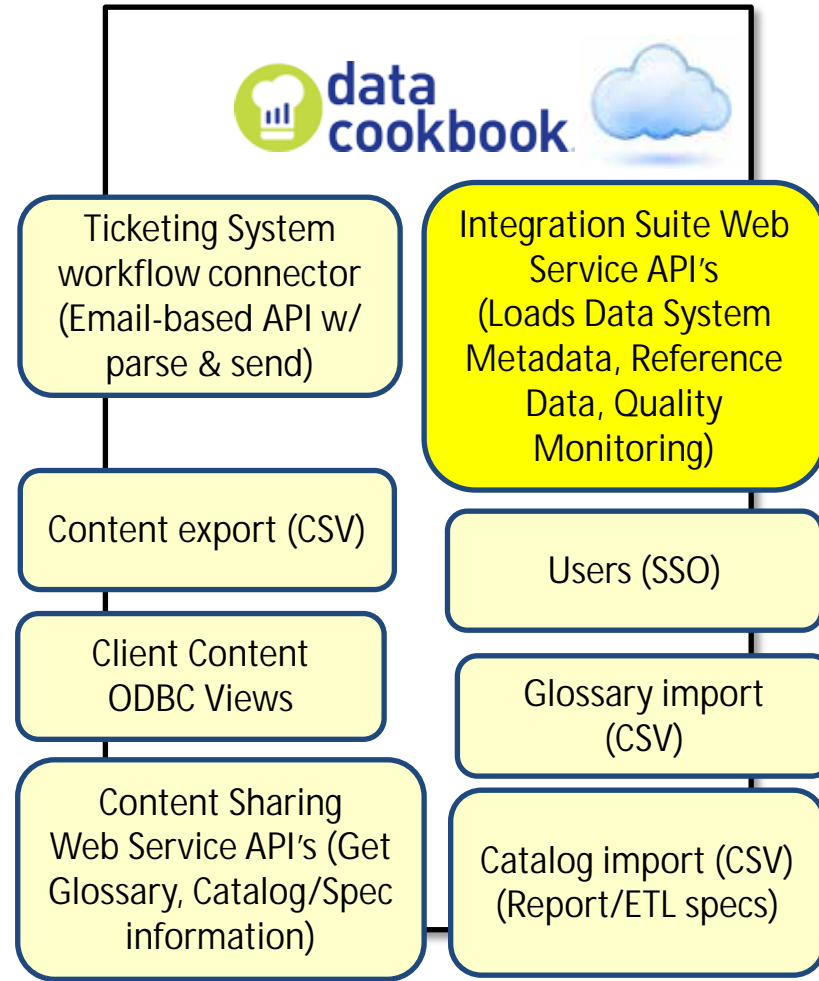 data
cookbook
Ticketing System
workflow connector
(Email-based API w/
parse & send)
Integration Suite Web
Service API's
(Loads Data System
Metadata, Reference
Data, Quality
Monitoring)
Content export (CSV)
Users (SSO)
Client Content
ODBC Views
Glossary import
(CSV)
Content Sharing
Web Service API's (Get
Glossary, Catalog/Spec
information)
Catalog import (CSV)
(Report/ETL specs)